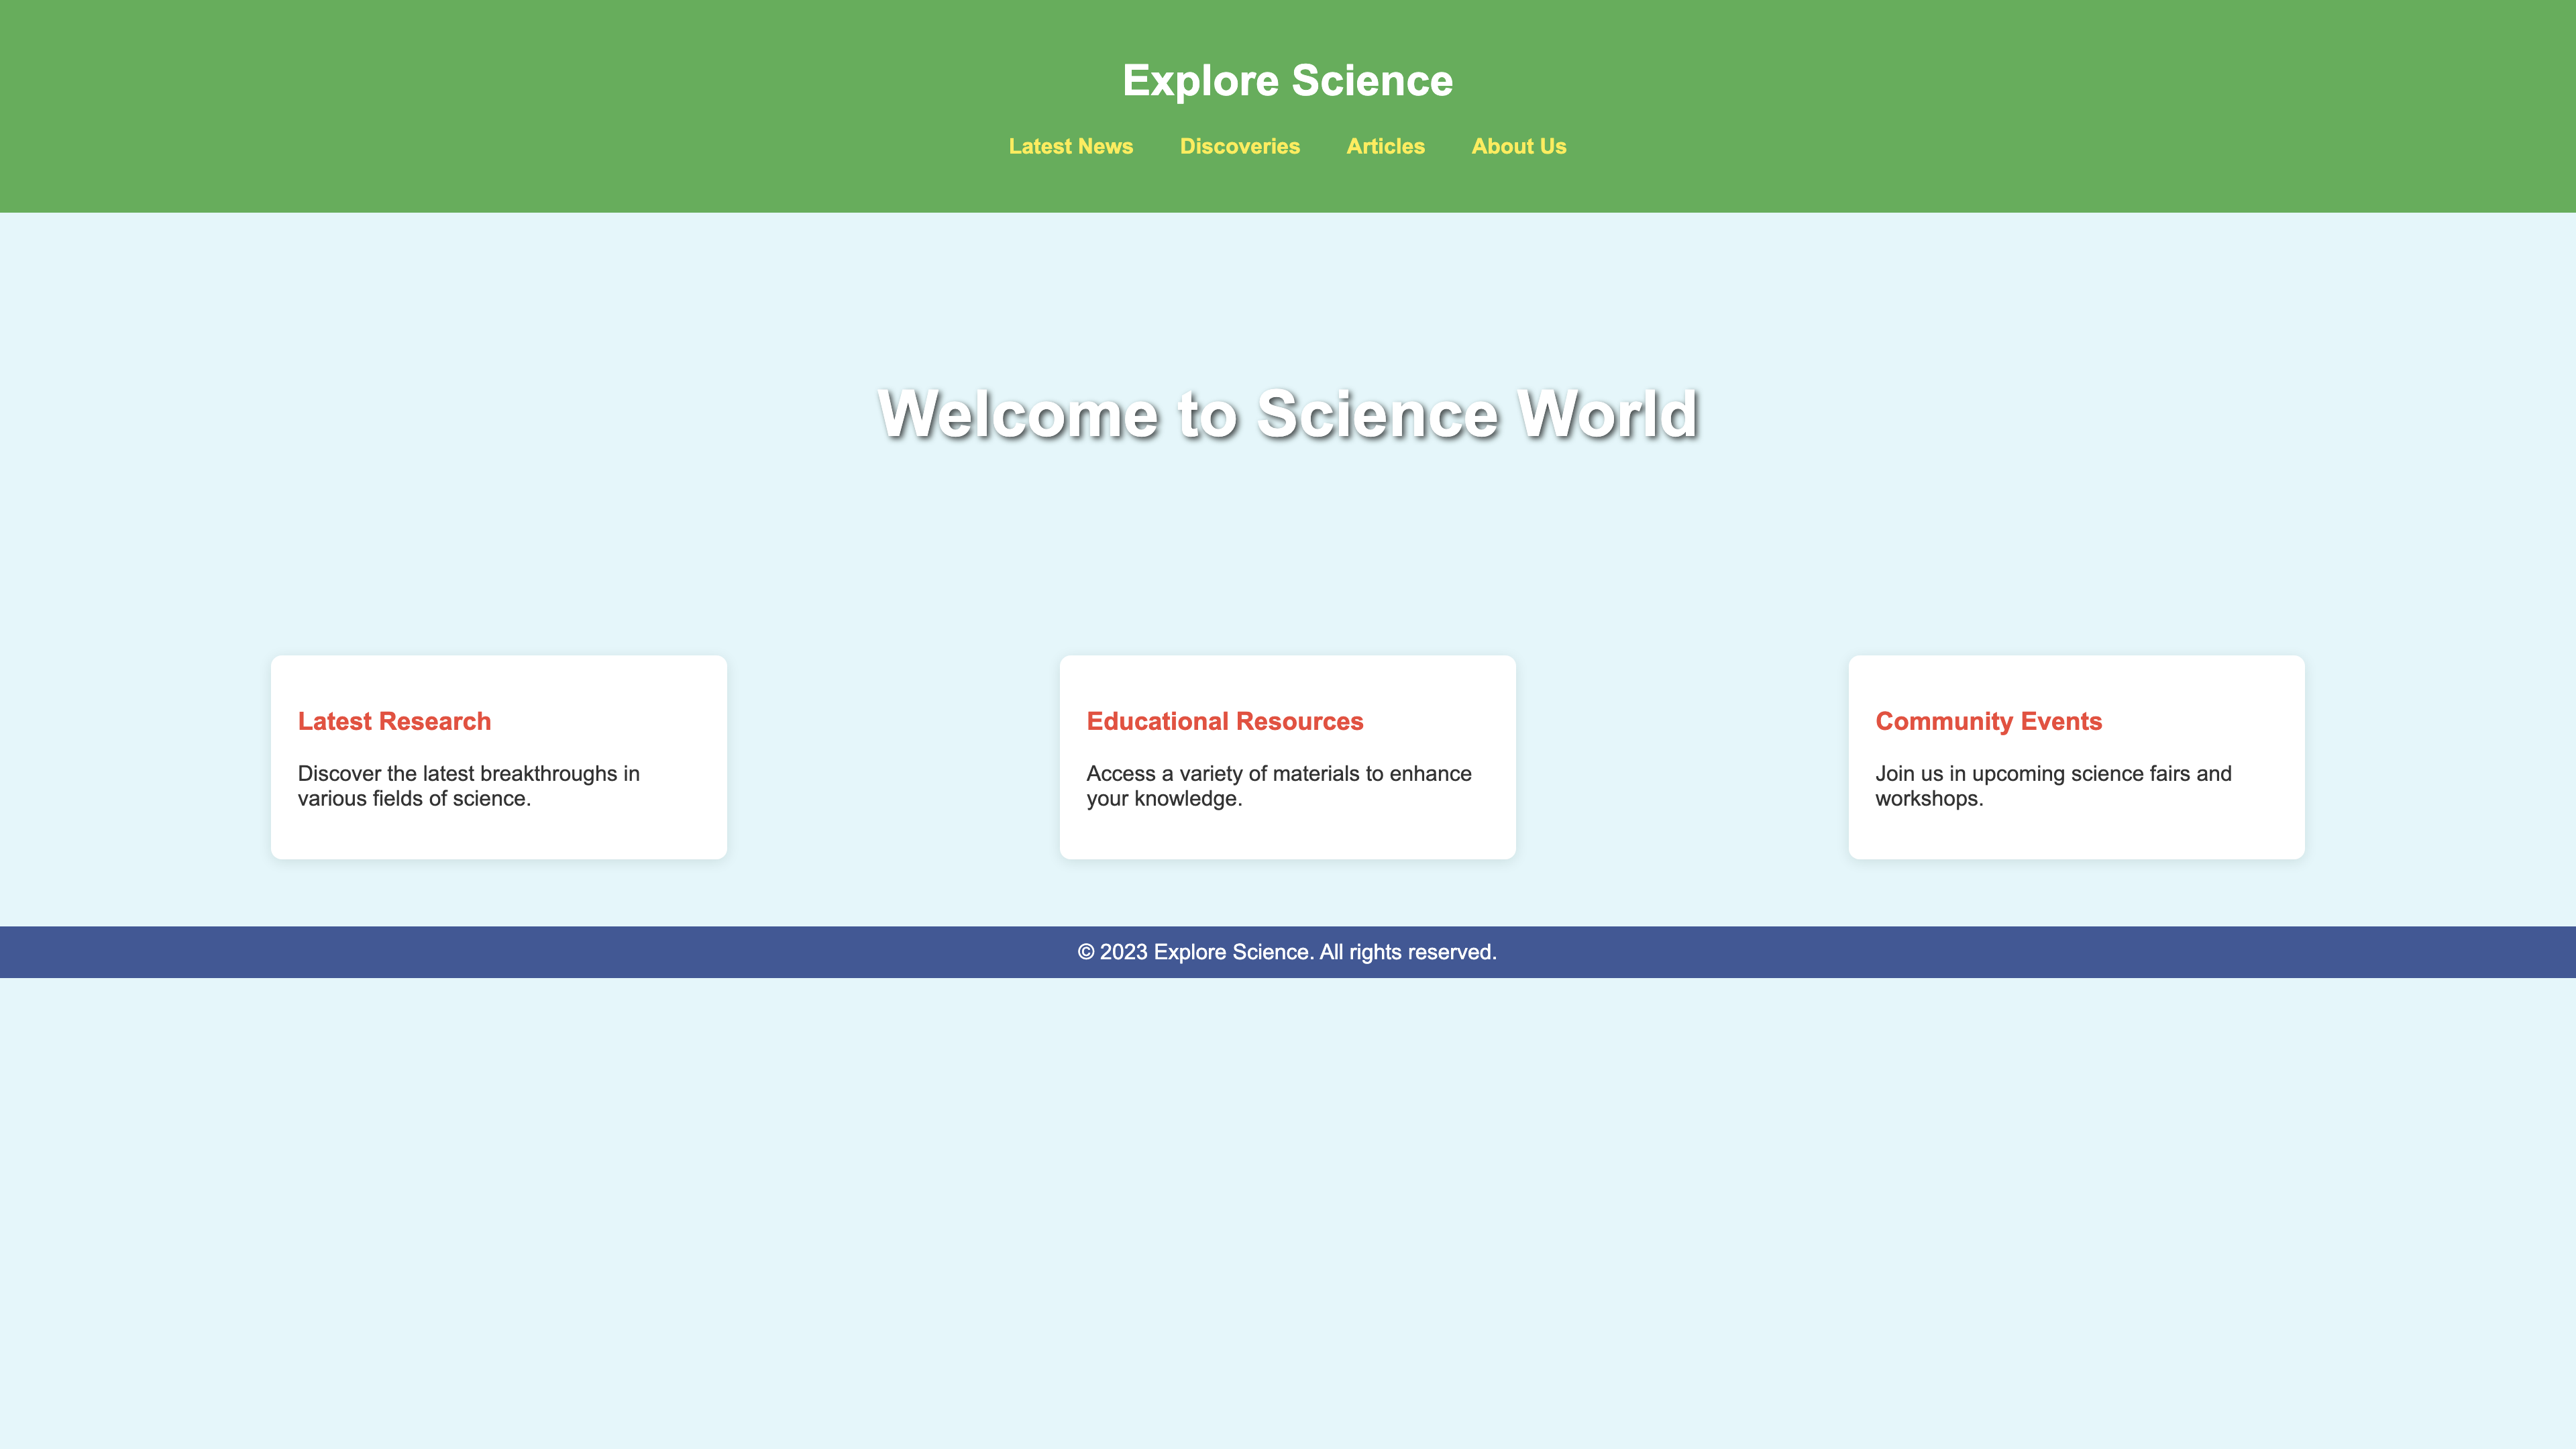 Explore Science
Latest News Discoveries Articles About Us
Welcome to Science World
Latest Research
Discover the latest breakthroughs in
various fields of science.
Educational Resources
Access a variety of materials to enhance
your knowledge.
Community Events
Join us in upcoming science fairs and
workshops.
© 2023 Explore Science. All rights reserved.